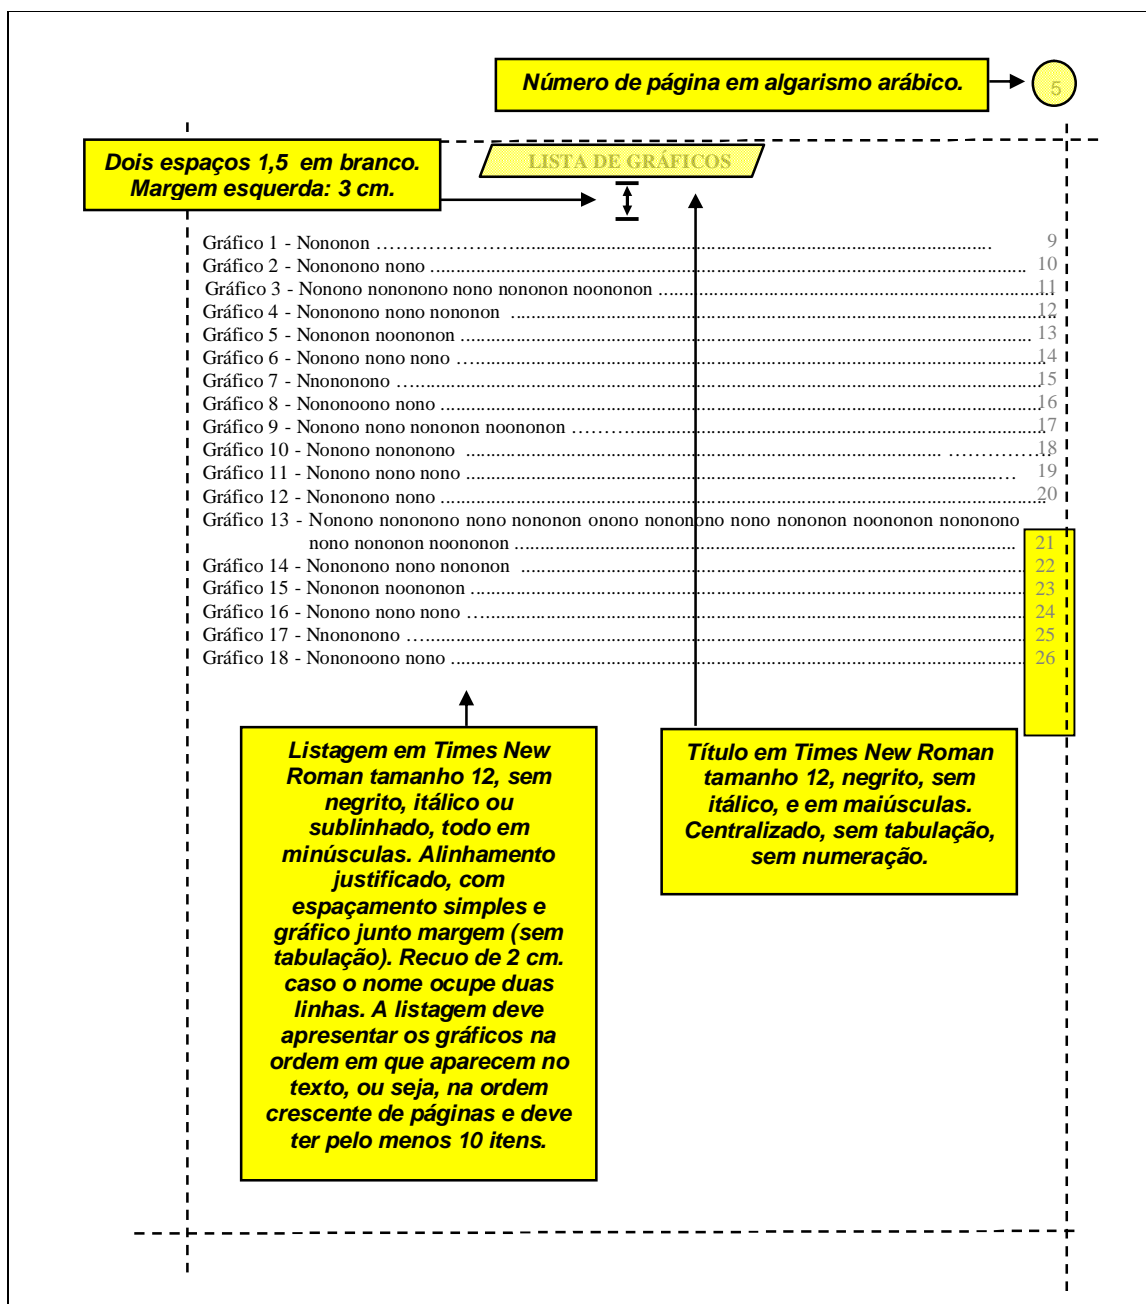 Número de página em algarismo arábico.
5
Dois espaços 1,5 em branco.
Margem esquerda: 3 cm.
LISTA DE GRÁFICOS
Gráfico 1 - Nononon ........................................ 9
Gráfico 2 - Nononono nono ........................................ 10
Gráfico 3 - Nonono nononono nono nononon noononon ........................................ 11
Gráfico 4 - Nononono nono nononon ........................................ 12
Gráfico 5 - Nononon noononon ........................................ 13
Gráfico 6 - Nonono nono nono ........................................ 14
Gráfico 7 - Nnononono ........................................ 15
Gráfico 8 - Nononoono nono ........................................ 16
Gráfico 9 - Nonono nono nononon noononon ........................................ 17
Gráfico 10 - Nonono nononono ........................................ 18
Gráfico 11 - Nonono nono nono ........................................ 19
Gráfico 12 - Nononono nono ........................................ 20
Gráfico 13 - Nonono nononono nono nononon onono nononono nono nononon noononon nononono
nono nononon noononon ........................................ 21
Gráfico 14 - Nononono nono nononon ........................................ 22
Gráfico 15 - Nononon noononon ........................................ 23
Gráfico 16 - Nonono nono nono ........................................ 24
Gráfico 17 - Nnononono ........................................ 25
Gráfico 18 - Nononoono nono ........................................ 26
Listagem em Times New
Roman tamanho 12, sem
negrito, itálico ou
sublinhado, todo em
minúsculas. Alinhamento
justificado, com
espaçamento simples e
gráfico junto margem (sem
tabulação). Recuo de 2 cm.
caso o nome ocupe duas
linhas. A listagem deve
apresentar os gráficos na
ordem em que aparecem no
texto, ou seja, na ordem
crescente de páginas e deve
ter pelo menos 10 itens.
Título em Times New Roman
tamanho 12, negrito, sem
itálico, e em maiúsculas.
Centralizado, sem tabulação,
sem numeração.